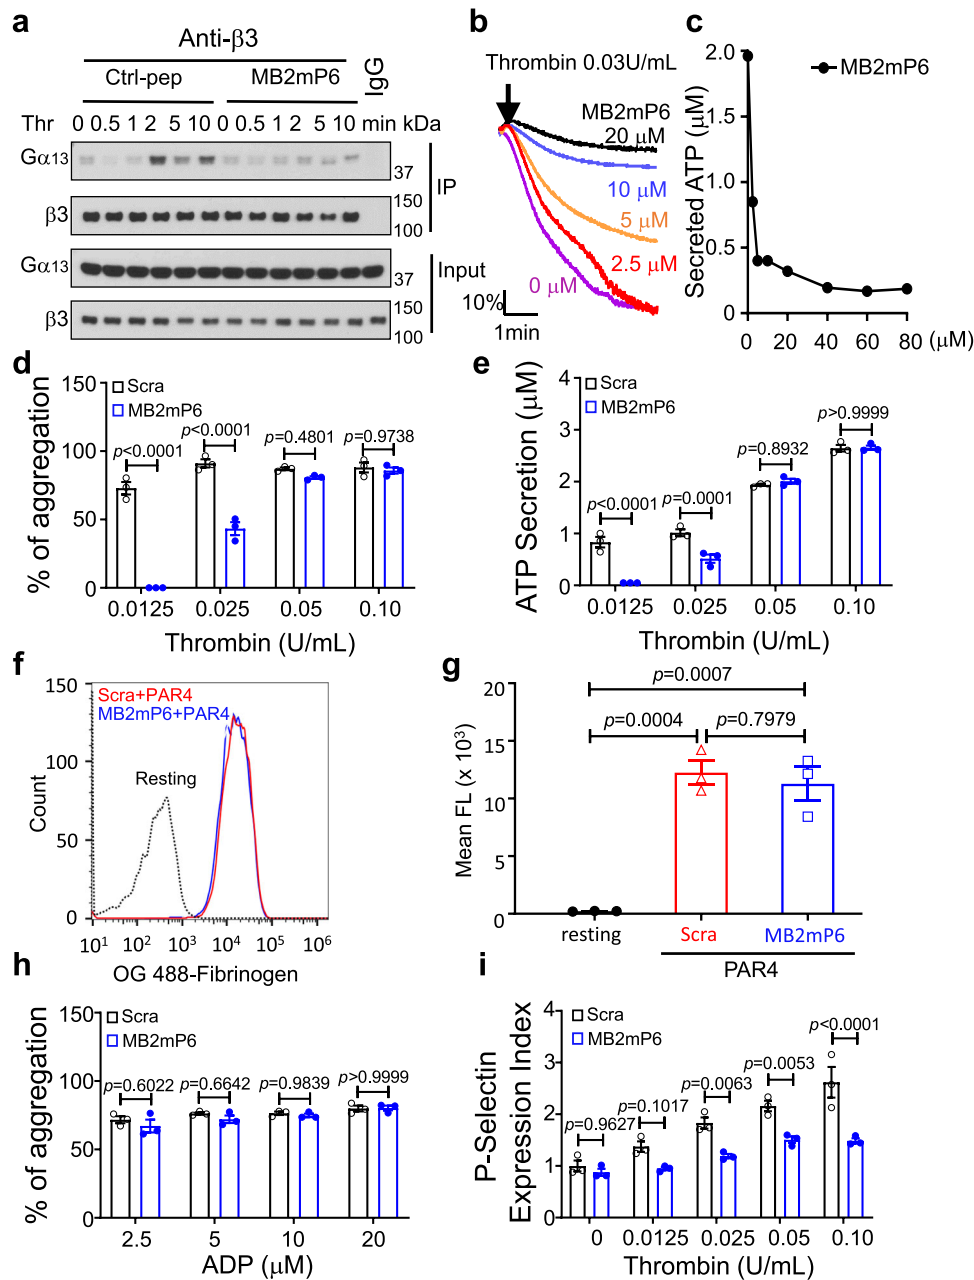 a
Anti-β3
Ctrl-pep MB2mP6 IgG
Thr 0 0.5 1 2 5 10 0 0.5 1 2 5 10 min kDa
Gα13 37
β3 150
100
IP
Gα13 37
β3 150
100
Input
b
Thrombin 0.03U/mL
MB2mP6
20 μM
10 μM
5 μM
2.5 μM
0 μM
10%
1min
c
MB2mP6
Secreted ATP (μM)
2.0
1.5
1.0
0.5
0.0
0 20 40 60 80 (μM)
d
Scra
MB2mP6
% of aggregation
150
100
50
0
p<0.0001 p<0.0001 p=0.4801 p=0.9738
0.0125 0.025 0.05 0.10
Thrombin (U/mL)
e
Scra
MB2mP6
ATP Secretion (μM)
4
3
2
1
0
p<0.0001 p=0.0001 p=0.8932 p>0.9999
0.0125 0.025 0.05 0.10
Thrombin (U/mL)
f
Scra+PAR4
MB2mP6+PAR4
Resting
Count
150
100
50
0
10¹ 10² 10³ 10⁴ 10⁵ 10⁶
OG 488-Fibrinogen
g
Mean FL (x 10³)
20
15
10
5
0
p=0.0007
p=0.0004 p=0.7979
resting Scra MB2mP6
PAR4
h
Scra
MB2mP6
% of aggregation
150
100
50
0
p=0.6022 p=0.6642 p=0.9839 p>0.9999
2.5 5 10 20
ADP (μM)
i
Scra
MB2mP6
P-Selectin
Expression Index
4
3
2
1
0
p=0.9627 p=0.1017 p=0.0063 p=0.0053 p<0.0001
0 0.0125 0.025 0.05 0.10
Thrombin (U/mL)